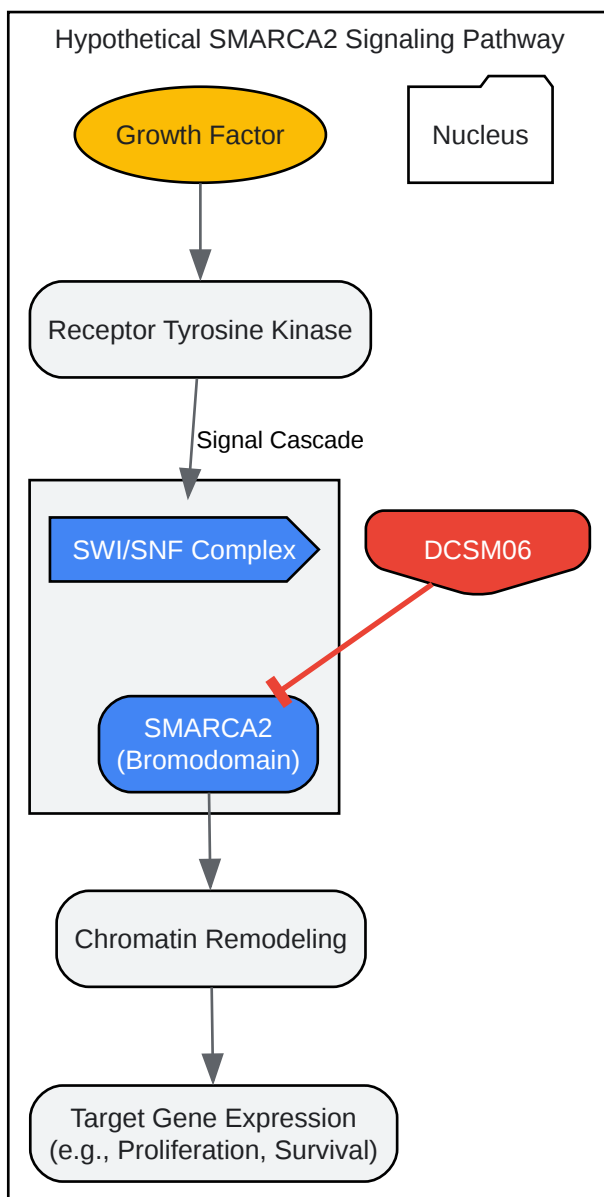 Hypothetical SMARCA2 Signaling Pathway
Growth Factor
Nucleus
Receptor Tyrosine Kinase
Signal Cascade
SWI/SNF Complex
DCSM06
SMARCA2
(Bromodomain)
Chromatin Remodeling
Target Gene Expression
(e.g., Proliferation, Survival)